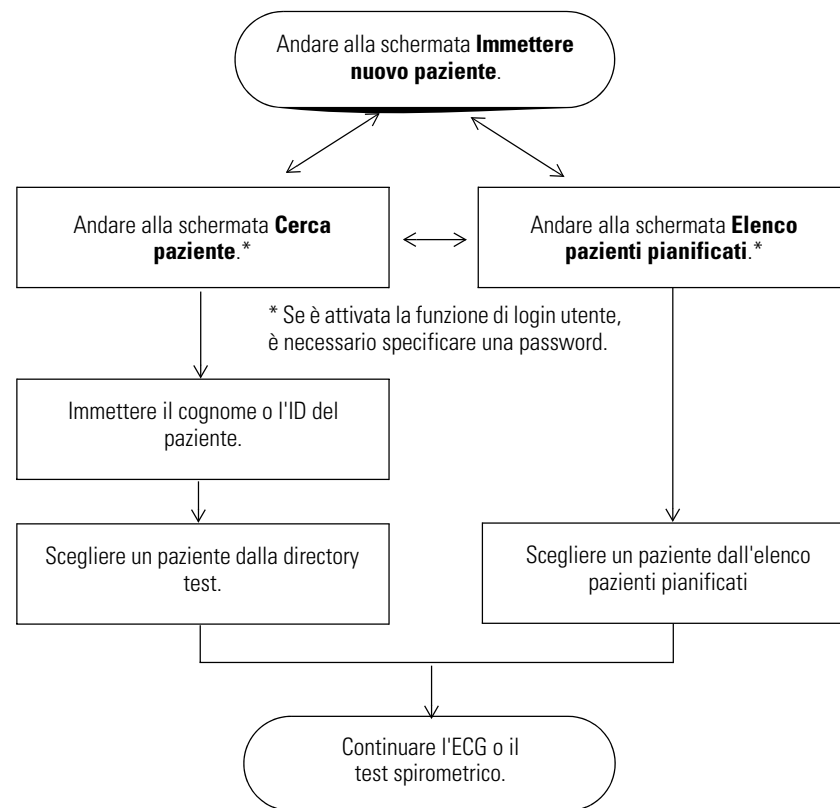 Andare alla schermata Immettere
nuovo paziente.
Andare alla schermata Cerca
paziente.*
Andare alla schermata Elenco
pazienti pianificati.*
* Se è attivata la funzione di login utente,
è necessario specificare una password.
Immettere il cognome o l'ID del
paziente.
Scegliere un paziente dalla directory
test.
Scegliere un paziente dall'elenco
pazienti pianificati
Continuare l'ECG o il
test spirometrico.